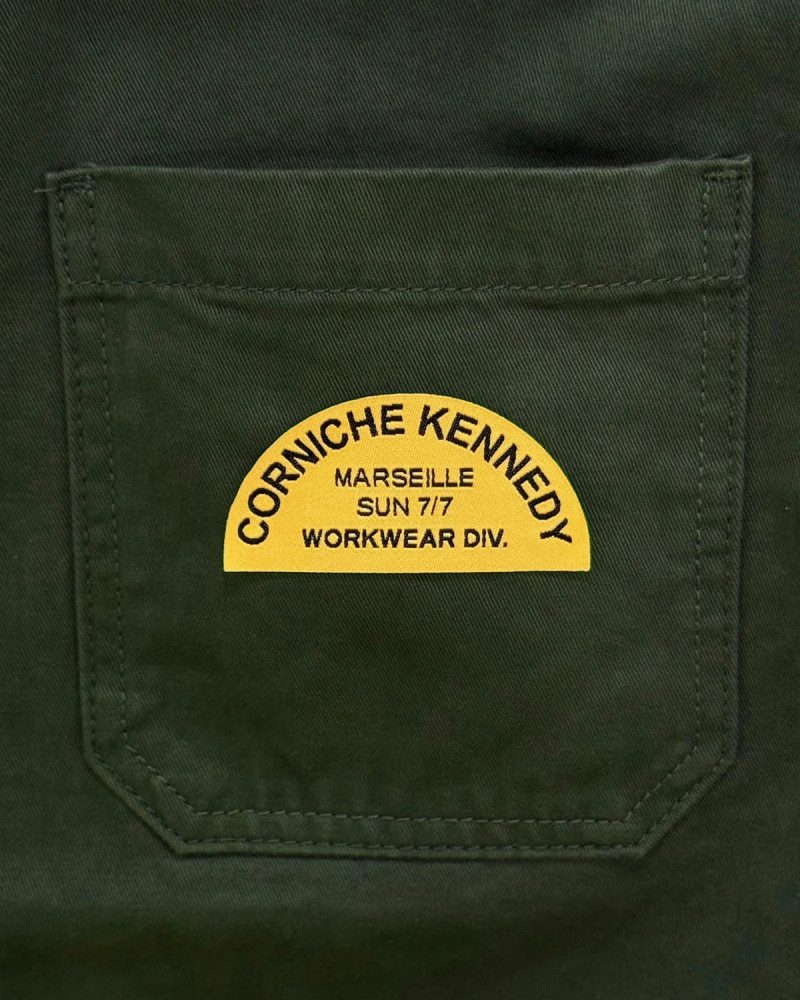 CORNICHE KENNEDY
MARSEILLE
SUN 7/7
WORKWEAR DIV.